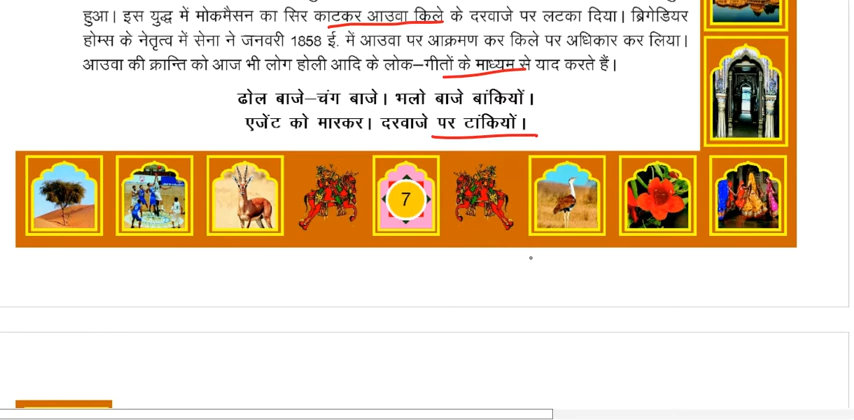 हुआ। इस युद्ध में मोकमैसन का सिर काटकर आउवा किले के दरवाजे पर लटका दिया। ब्रिगेडियर
होम्स के नेतृत्व में सेना ने जनवरी 1858 ई. में आउवा पर आक्रमण कर किले पर अधिकार कर लिया।
आउवा की क्रान्ति को आज भी लोग होली आदि के लोक–गीतों के माध्यम से याद करते हैं।
ढोल बाजे–चंग बाजे। भलो बाजे बांकियों।
एजेंट को मारकर। दरवाजे पर टांकियों।
7